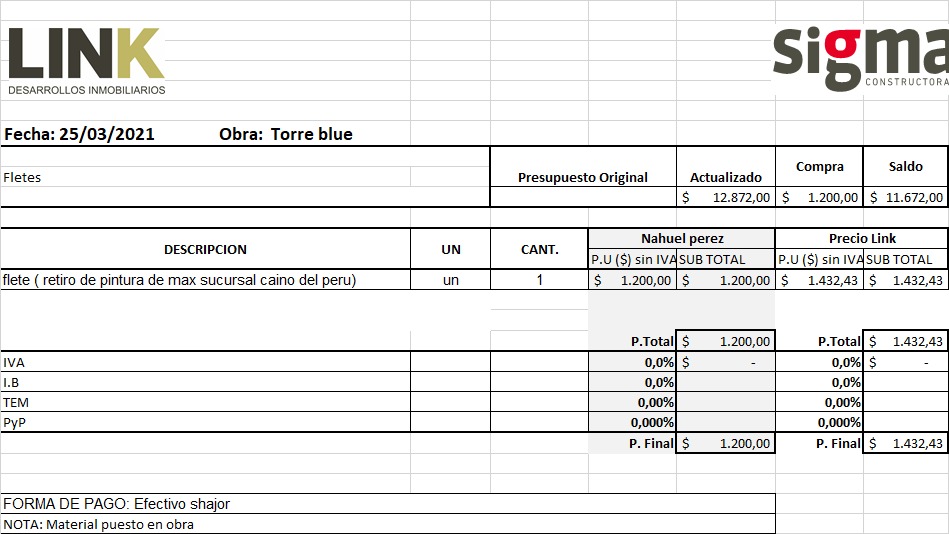 LINK
DESARROLLOS INMOBILIARIOS
sigma
CONSTRUCTORA
Fecha: 25/03/2021 Obra: Torre blue
Fletes Presupuesto Original Actualizado Compra Saldo
$ 12.872,00 $ 1.200,00 $ 11.672,00
DESCRIPCION UN CANT. Nahuel perez Precio Link
P.U ($) sin IVA SUB TOTAL P.U ($) sin IVA SUB TOTAL
flete ( retiro de pintura de max sucursal caino del peru) un 1 $ 1.200,00 $ 1.200,00 $ 1.432,43 $ 1.432,43
P.Total $ 1.200,00 P.Total $ 1.432,43
IVA 0,0% $ - 0,0% $ -
I.B 0,0% 0,0%
TEM 0,00% 0,00%
PyP 0,000% 0,000%
P. Final $ 1.200,00 P. Final $ 1.432,43
FORMA DE PAGO: Efectivo shajor
NOTA: Material puesto en obra